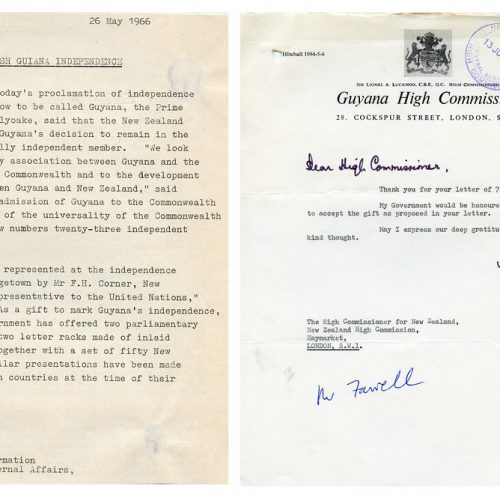 26 May 1966
SH GUIANA INDEPENDENCE
oday's proclamation of independence
ow to be called Guyana, the Prime
lyoake, said that the New Zealand
Guyana's decision to remain in the
lly independent member. "We look
y association between Guyana and the
Commonwealth and to the development
een Guyana and New Zealand," said
admission of Guyana to the Commonwealth
of the universality of the Commonwealth
w numbers twenty-three independent
represented at the independence
getown by Mr F.H. Corner, New
presentative to the United Nations,"
As a gift to mark Guyana's independence,
ernment has offered two parliamentary
two letter racks made of inlaid
ogether with a set of fifty New
ilar presentations have been made
n countries at the time of their
rmation
ernal Affairs,
Whitehall 1994-5-6
Sir Lionel A. Luckhoo, C.B.E., Q.C. High Commissioner
Guyana High Commiss
28, COCKSPUR STREET, LONDON, S
Dear High Commissioner,
Thank you for your letter of 7
My Government would be honoure
to accept the gift as proposed in your letter.
May I express our deep gratitu
kind thought.
The High Commissioner for New Zealand,
New Zealand High Commission,
Haymarket,
LONDON, S.W.1.
Mr Fawell